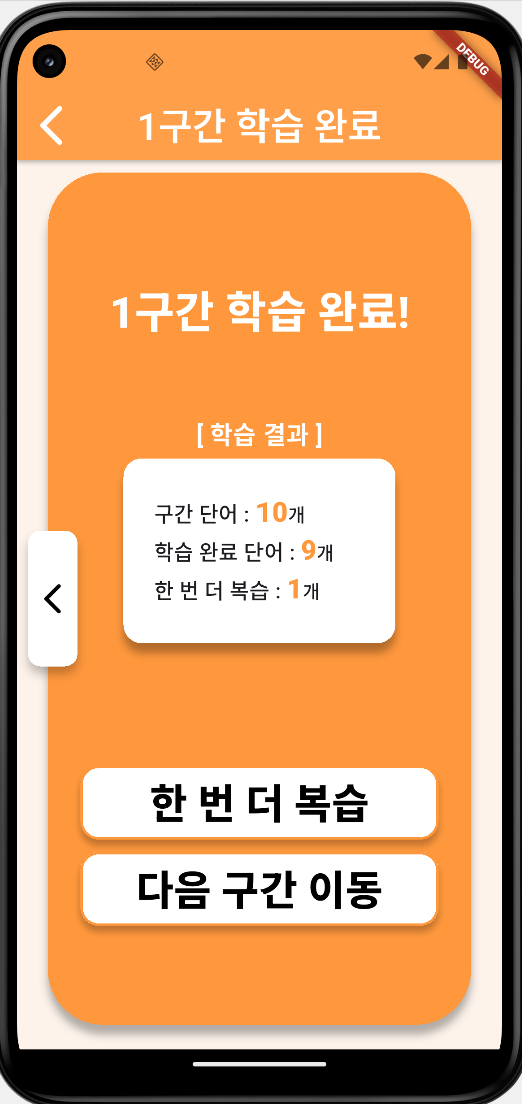 DEBUG
1구간 학습 완료
1구간 학습 완료!
[ 학습 결과 ]
구간 단어 : 10개
학습 완료 단어 : 9개
한 번 더 복습 : 1개
한 번 더 복습
다음 구간 이동